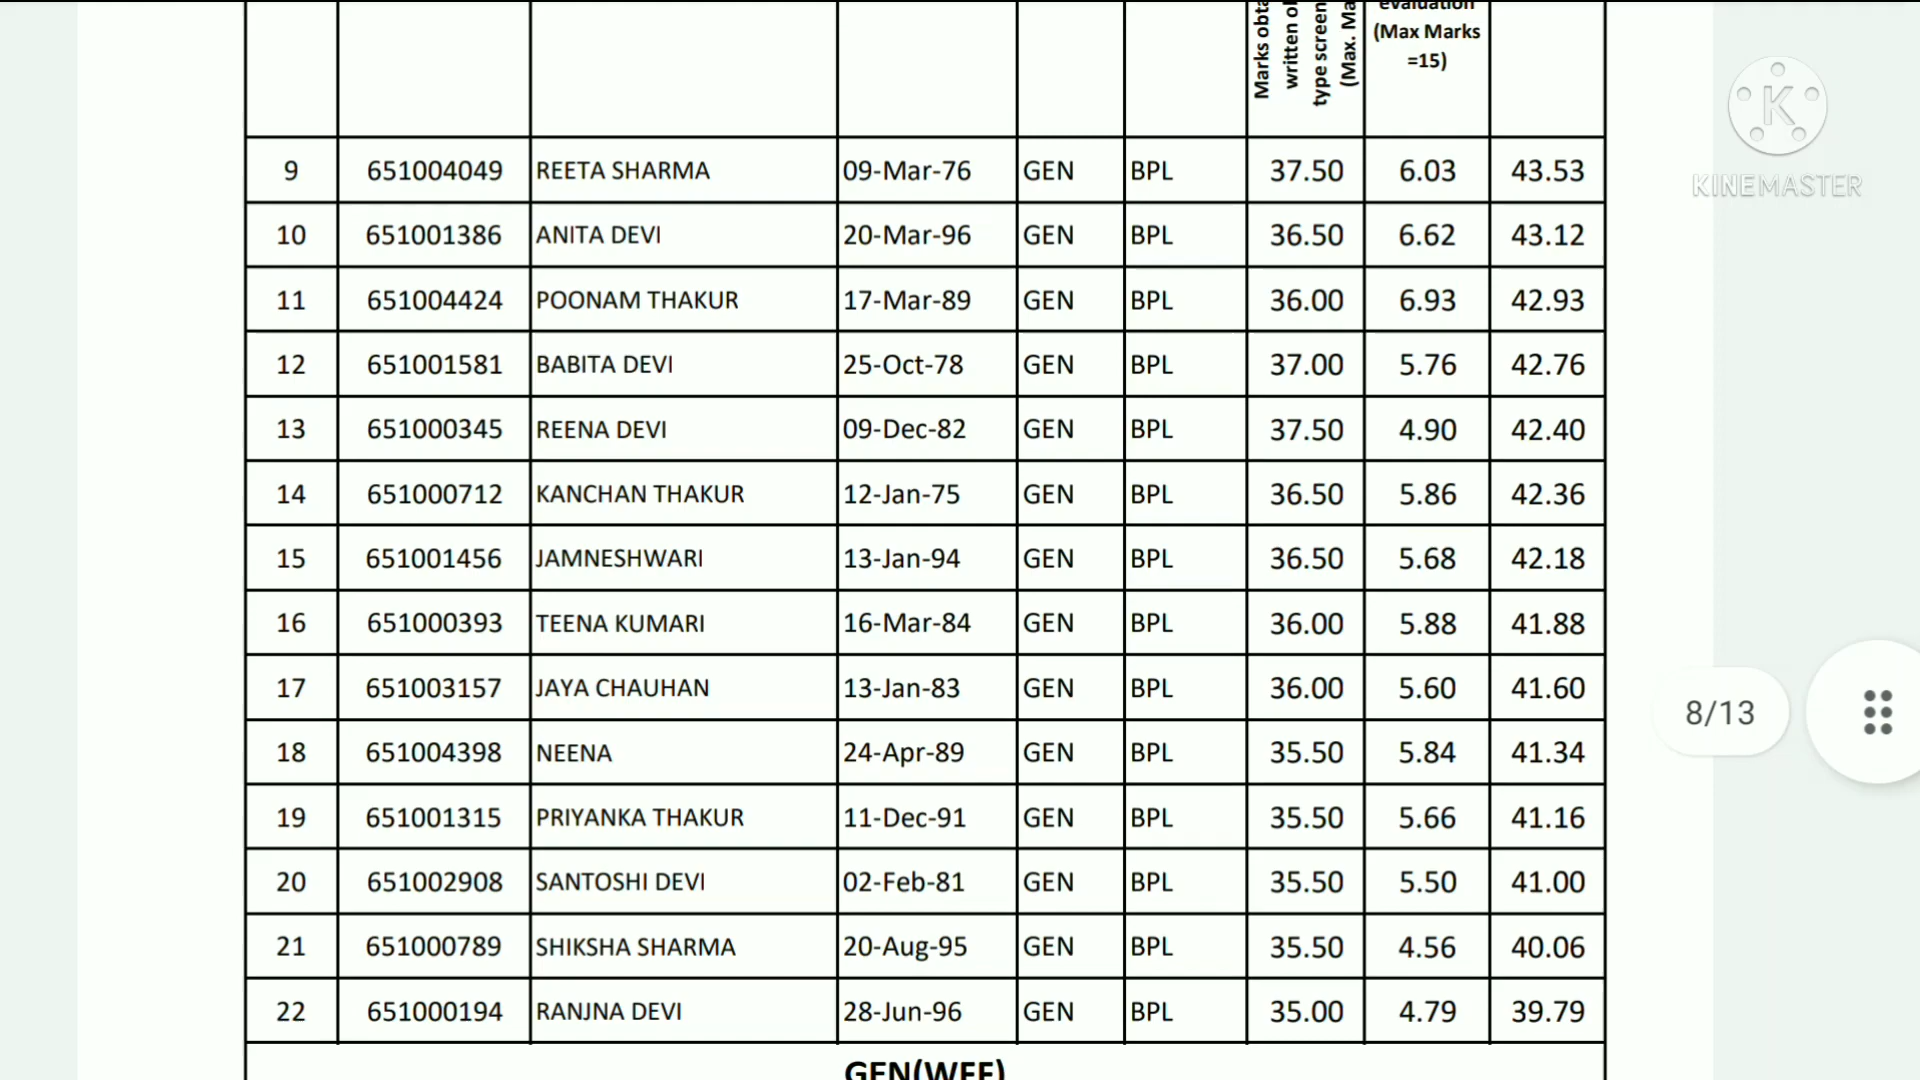 Marks obta
written o
type screen
(Max. Ma
evaluation
(Max Marks
=15)
9 651004049 REETA SHARMA 09-Mar-76 GEN BPL 37.50 6.03 43.53
10 651001386 ANITA DEVI 20-Mar-96 GEN BPL 36.50 6.62 43.12
11 651004424 POONAM THAKUR 17-Mar-89 GEN BPL 36.00 6.93 42.93
12 651001581 BABITA DEVI 25-Oct-78 GEN BPL 37.00 5.76 42.76
13 651000345 REENA DEVI 09-Dec-82 GEN BPL 37.50 4.90 42.40
14 651000712 KANCHAN THAKUR 12-Jan-75 GEN BPL 36.50 5.86 42.36
15 651001456 JAMNESHWARI 13-Jan-94 GEN BPL 36.50 5.68 42.18
16 651000393 TEENA KUMARI 16-Mar-84 GEN BPL 36.00 5.88 41.88
17 651003157 JAYA CHAUHAN 13-Jan-83 GEN BPL 36.00 5.60 41.60
18 651004398 NEENA 24-Apr-89 GEN BPL 35.50 5.84 41.34
19 651001315 PRIYANKA THAKUR 11-Dec-91 GEN BPL 35.50 5.66 41.16
20 651002908 SANTOSHI DEVI 02-Feb-81 GEN BPL 35.50 5.50 41.00
21 651000789 SHIKSHA SHARMA 20-Aug-95 GEN BPL 35.50 4.56 40.06
22 651000194 RANJNA DEVI 28-Jun-96 GEN BPL 35.00 4.79 39.79
GEN(WFF)
K
KINEMASTER
8/13